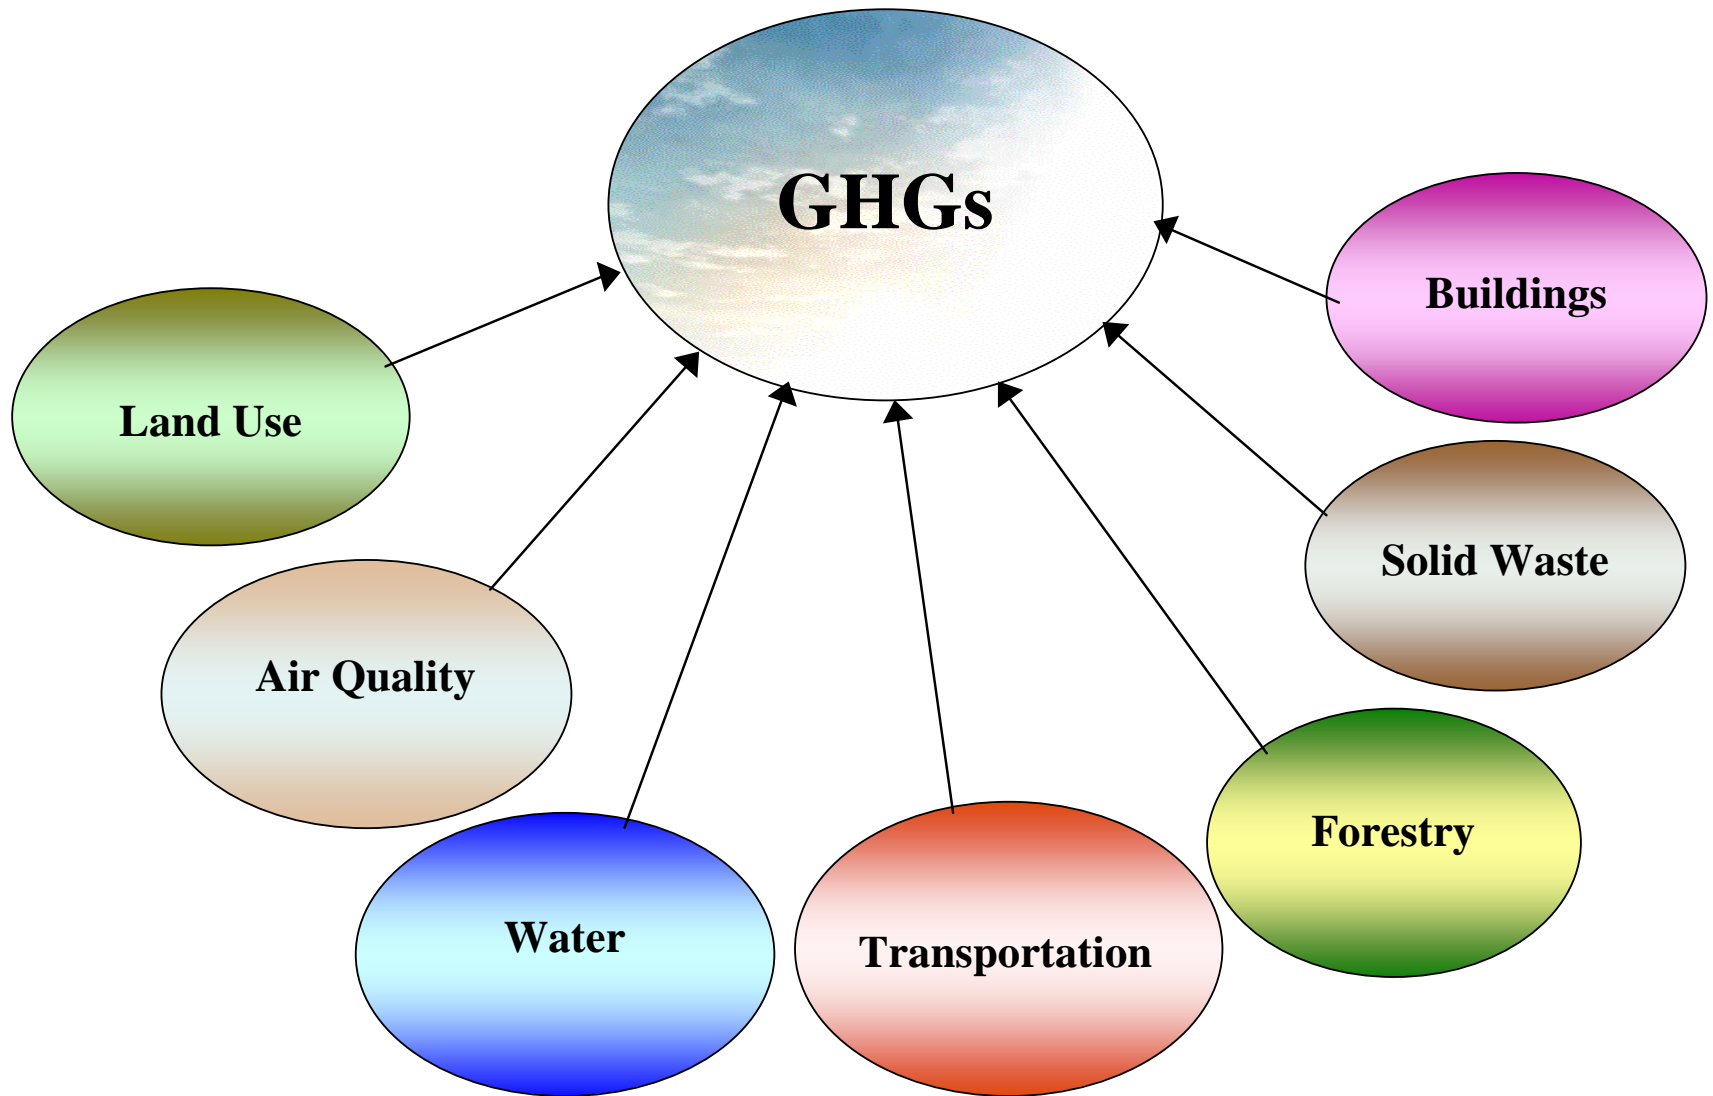 GHGs
Buildings
Land Use
Solid Waste
Air Quality
Forestry
Water
Transportation